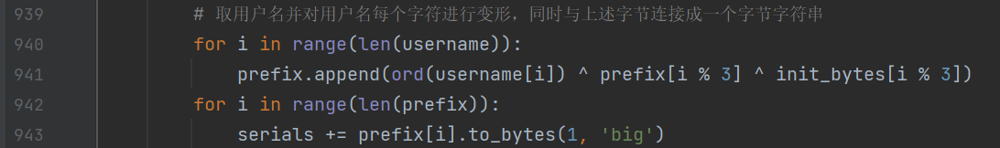 939 # 取用户名并对用户名每个字符进行变形，同时与上述字节连接成一个字节字符串
940 for i in range(len(username)):
941 prefix.append(ord(username[i]) ^ prefix[i % 3] ^ init_bytes[i % 3])
942 for i in range(len(prefix)):
943 serials += prefix[i].to_bytes(1, 'big')